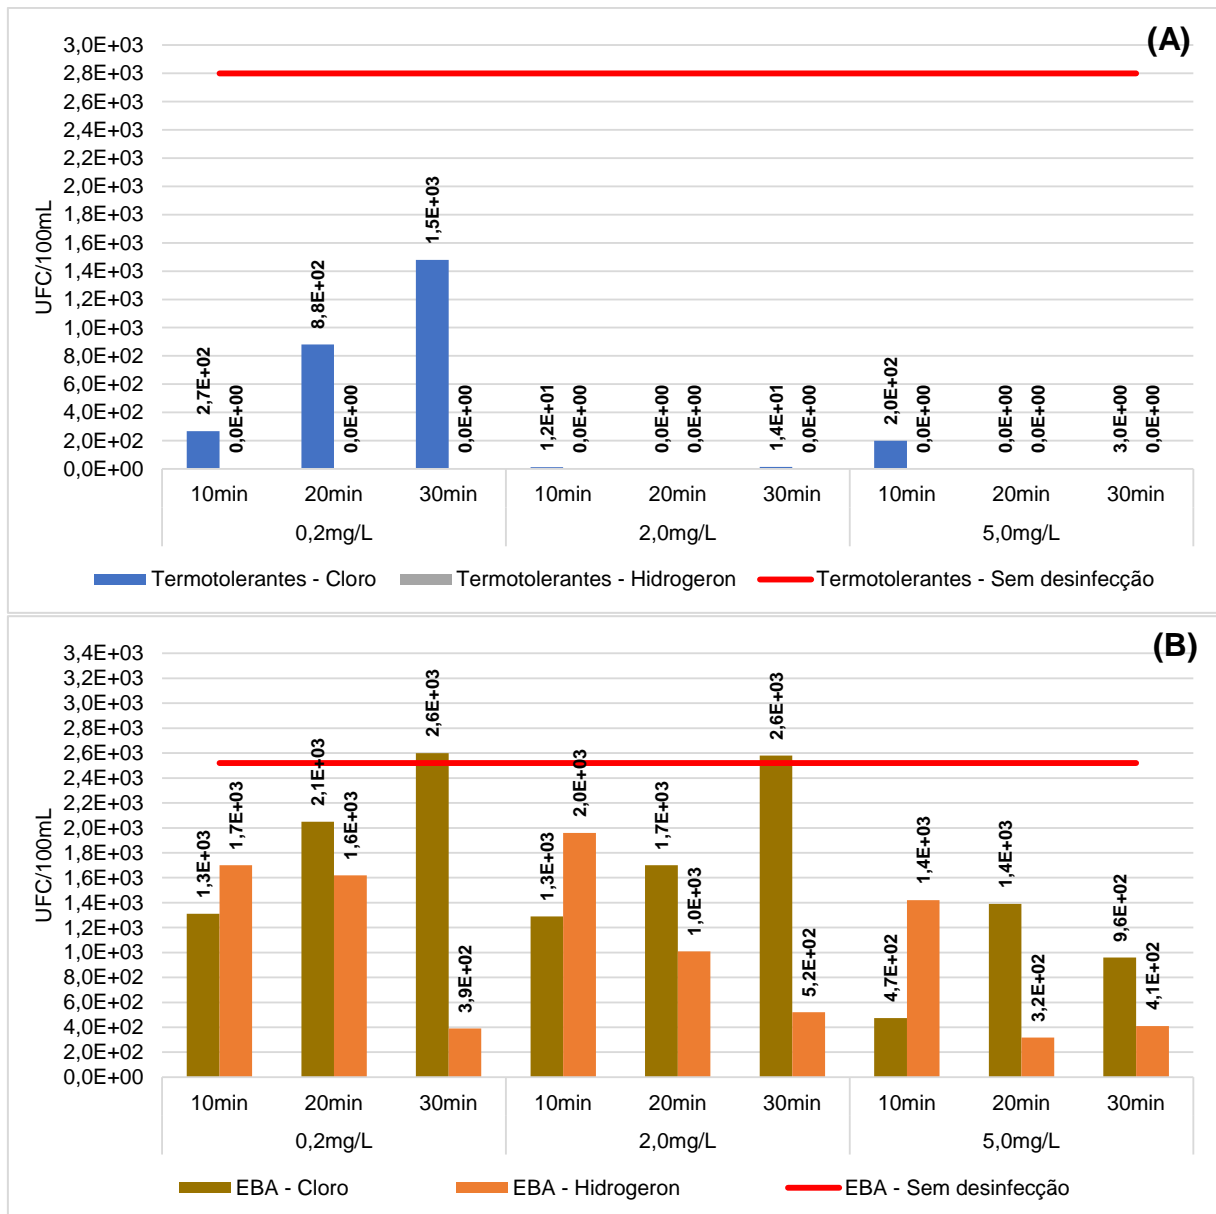 (A)
3,0E+03
2,8E+03
2,6E+03
2,4E+03
2,2E+03
2,0E+03
1,8E+03
1,6E+03
1,4E+03
1,2E+03
1,0E+03
8,0E+02
6,0E+02
4,0E+02
2,0E+02
0,0E+00
UFC/100mL
2,7E+02
0,0E+00
8,8E+02
0,0E+00
1,5E+03
0,0E+00
1,2E+01
0,0E+00
0,0E+00
0,0E+00
1,4E+01
0,0E+00
2,0E+02
0,0E+00
0,0E+00
0,0E+00
3,0E+00
0,0E+00
10min 20min 30min 10min 20min 30min 10min 20min 30min
0,2mg/L 2,0mg/L 5,0mg/L
Termotolerantes - Cloro Termotolerantes - Hidrogeron Termotolerantes - Sem desinfecção
(B)
3,4E+03
3,2E+03
3,0E+03
2,8E+03
2,6E+03
2,4E+03
2,2E+03
2,0E+03
1,8E+03
1,6E+03
1,4E+03
1,2E+03
1,0E+03
8,0E+02
6,0E+02
4,0E+02
2,0E+02
0,0E+00
UFC/100mL
1,3E+03
1,7E+03
2,1E+03
1,6E+03
2,6E+03
3,9E+02
1,3E+03
2,0E+03
1,7E+03
1,0E+03
2,6E+03
5,2E+02
4,7E+02
1,4E+03
1,4E+03
3,2E+02
9,6E+02
4,1E+02
10min 20min 30min 10min 20min 30min 10min 20min 30min
0,2mg/L 2,0mg/L 5,0mg/L
EBA - Cloro EBA - Hidrogeron EBA - Sem desinfecção